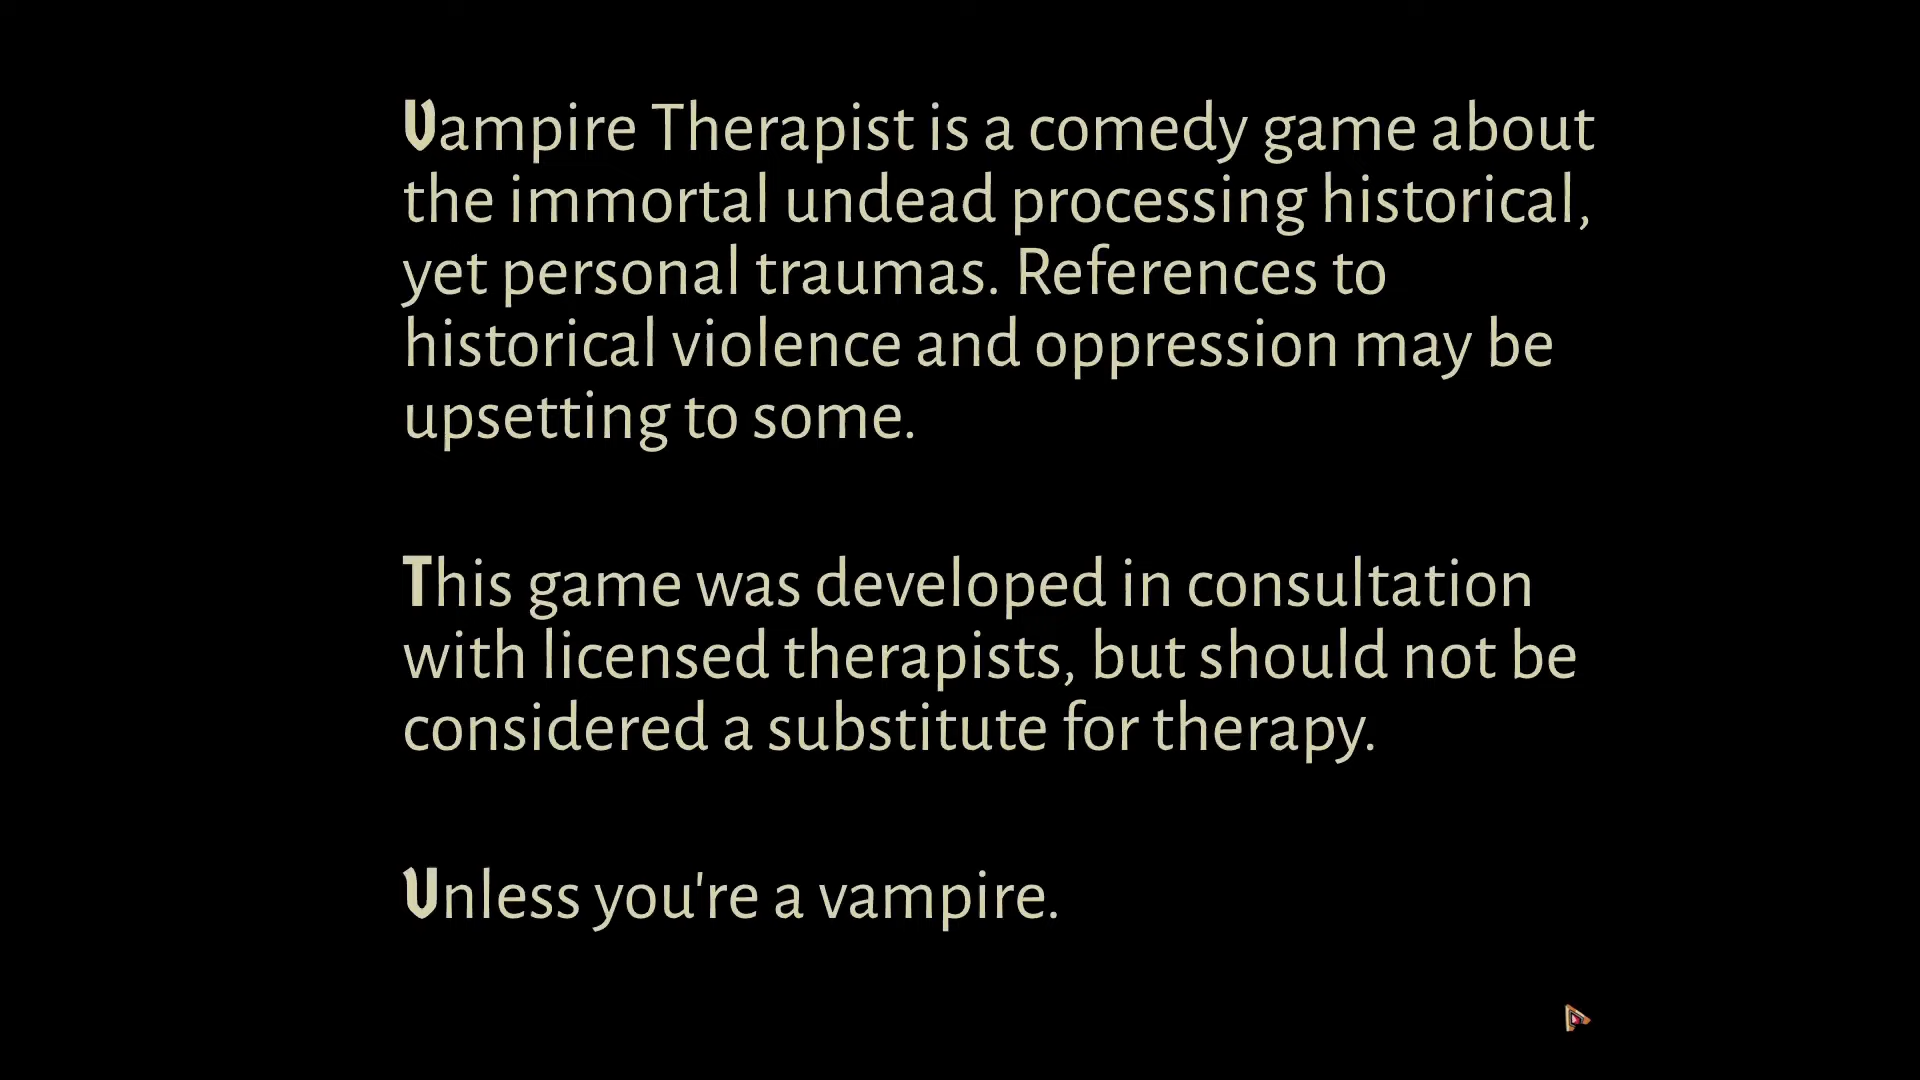 Vampire Therapist is a comedy game about
the immortal undead processing historical,
yet personal traumas. References to
historical violence and oppression may be
upsetting to some.
This game was developed in consultation
with licensed therapists, but should not be
considered a substitute for therapy.
Unless you're a vampire.